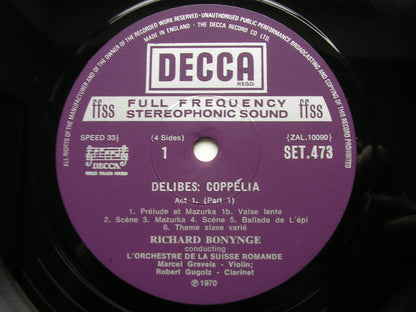 ALL RIGHTS OF THE MANUFACTURER AND OF THE OWNER OF THE RECORDED WORK RESERVED · UNAUTHORISED PUBLIC PERFORMANCE BROADCASTING AND COPYING OF THIS RECORD PROHIBITED
MADE IN ENGLAND · THE DECCA RECORD CO LTD.
DECCA
REGD.
ffss FULL FREQUENCY ffss
STEREOPHONIC SOUND
SPEED 33⅓ (4 Sides) (ZAL.10090)
1 SET.473
DECCA
DELIBES: COPPÉLIA
Act 1. (Part 1)
1. Prélude et Mazurka 1b. Valse lente
2. Scène 3. Mazurka 4. Scène 5. Ballade de L'épi
6. Theme slave varié
RICHARD BONYNGE
conducting
L'ORCHESTRE DE LA SUISSE ROMANDE
Marcel Gravels - Violin;
Robert Gugolz - Clarinet
℗ 1970